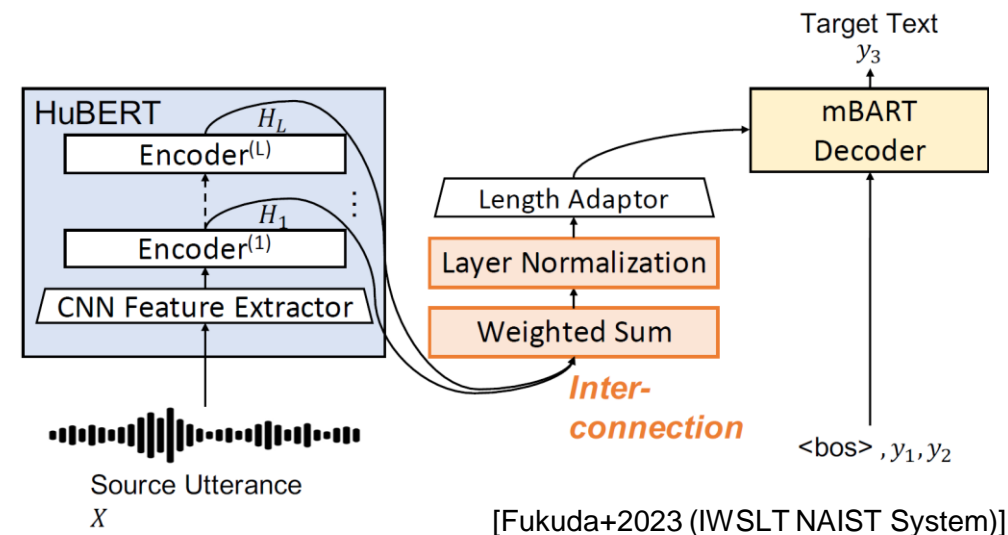 Target Text
y₃
HuBERT
mBART
Decoder
H_L
Encoder⁽ᴸ⁾
⋮
Length Adaptor
H₁
Encoder⁽¹⁾
Layer Normalization
CNN Feature Extractor
Weighted Sum
Inter-
connection
<bos> , y₁, y₂
Source Utterance
X
[Fukuda+2023 (IWSLT NAIST System)]